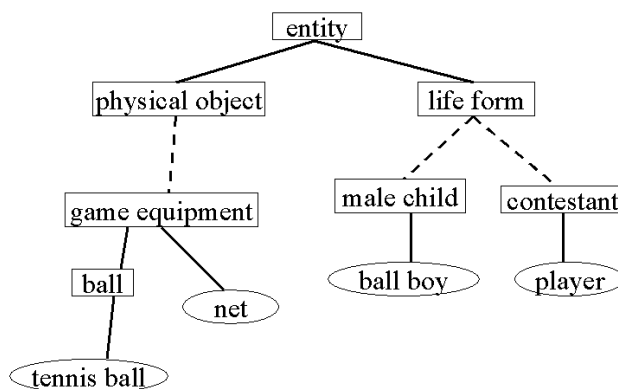 entity
physical object
life form
game equipment
male child
contestant
ball
net
ball boy
player
tennis ball